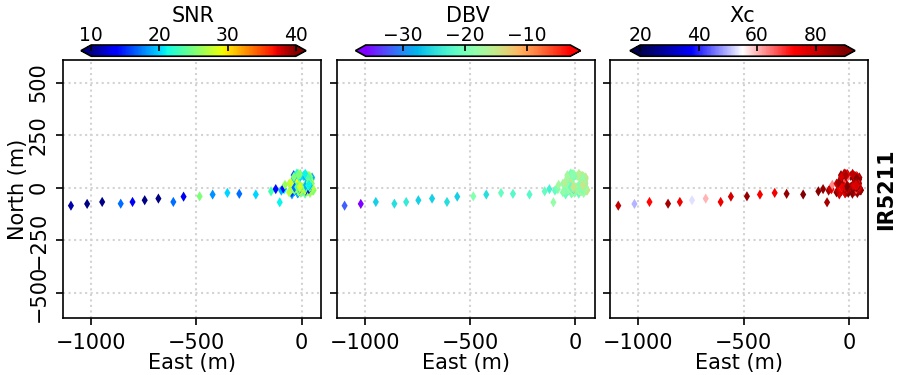 SNR DBV Xc
10 20 30 40 −30 −20 −10 20 40 60 80
500
250
0
−250
−500
North (m)
IR5211
−1000 −500 0 −1000 −500 0 −1000 −500 0
East (m) East (m) East (m)